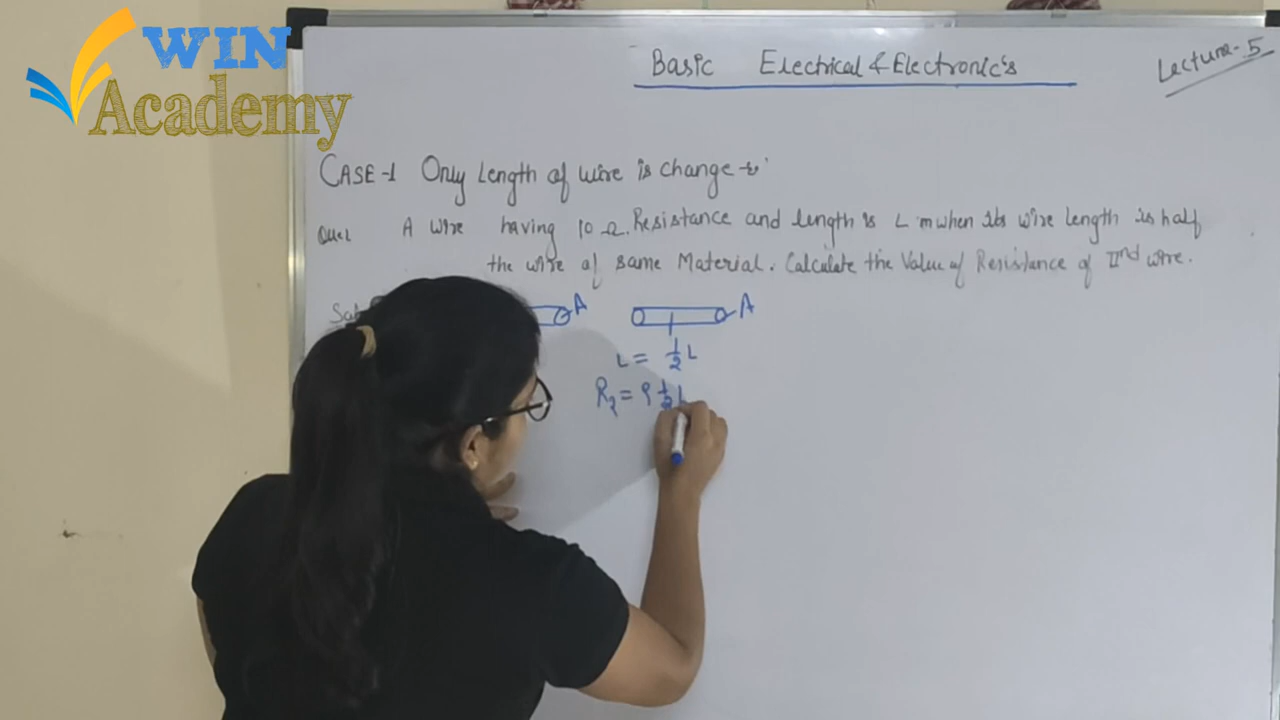 WIN
Academy
Basic Electrical & Electronic's
Lecture-5
CASE-1 Only Length of wire is change
Que:- A wire having 10 Ω. Resistance and length is L m when its wire length is half
the wire of same Material. Calculate the Value of Resistance of IInd wire.
A A
L = 1/2 L
R2 = ρ 1/2 L